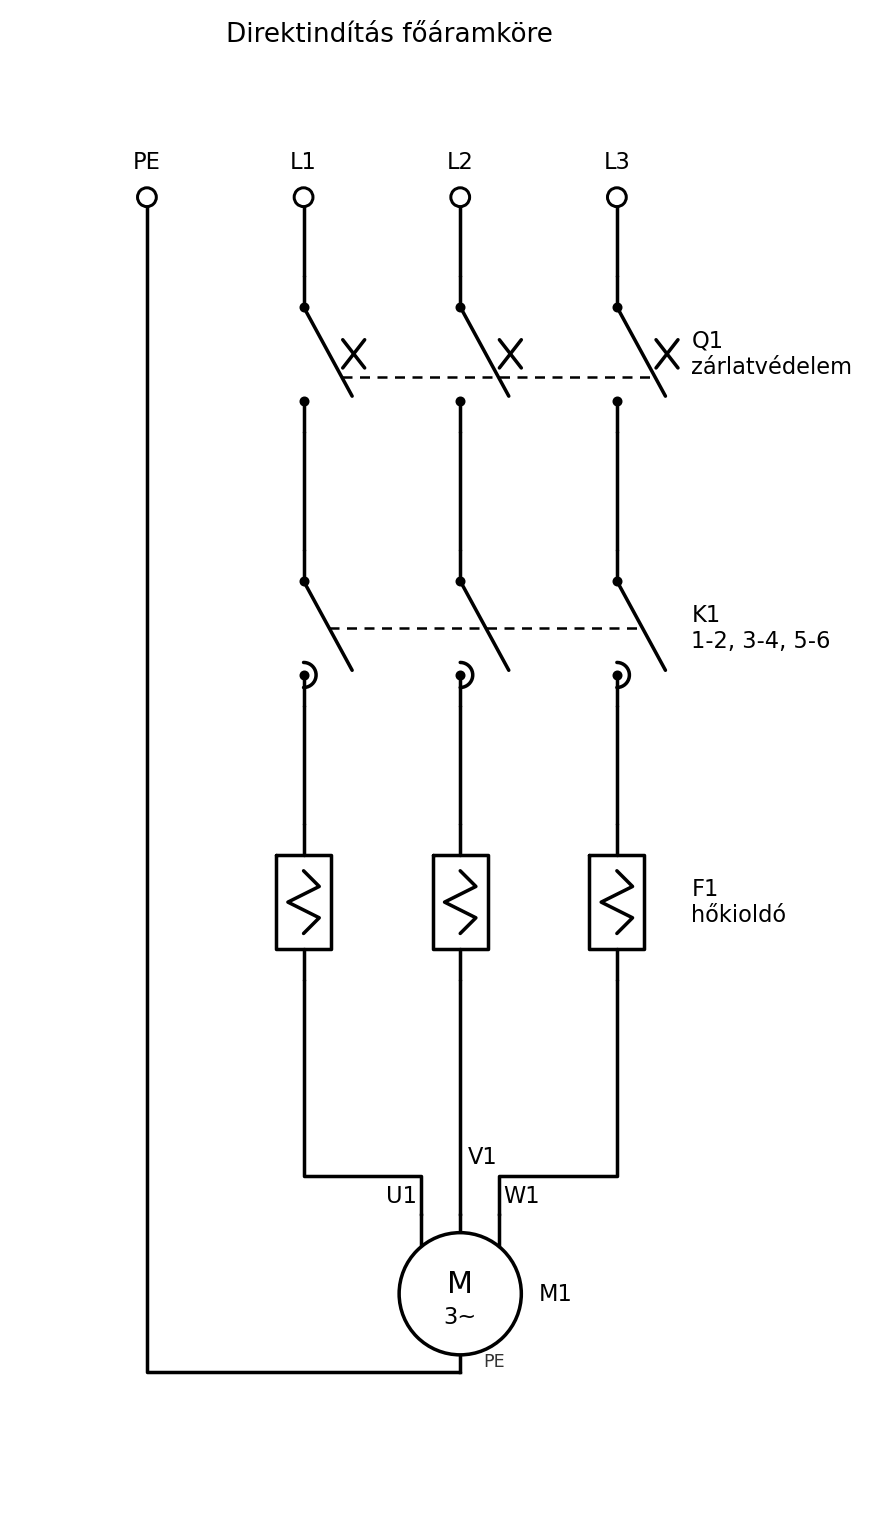 Direktindítás főáramköre
PE
L1
L2
L3
Q1
zárlatvédelem
K1
1-2, 3-4, 5-6
F1
hőkioldó
V1
U1
W1
M
3~
M1
PE